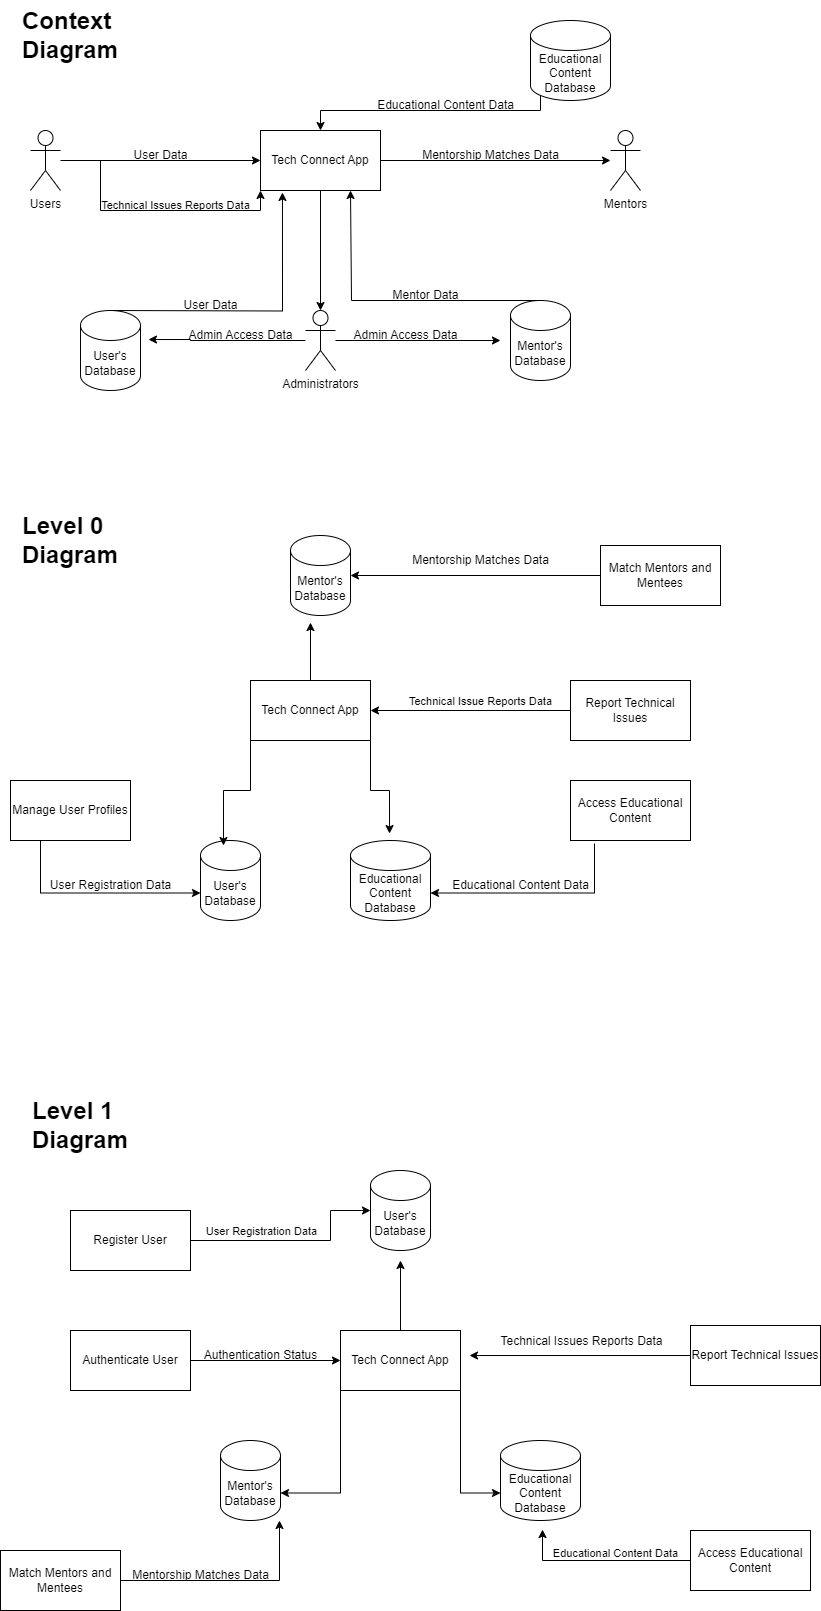 Context
Diagram
Educational
Content
Database
Educational Content Data
User Data
Tech Connect App
Mentorship Matches Data
Technical Issues Reports Data
Users
Mentors
User Data
Mentor Data
Admin Access Data
Admin Access Data
User's
Database
Mentor's
Database
Administrators
Level 0
Diagram
Mentor's
Database
Mentorship Matches Data
Match Mentors and
Mentees
Tech Connect App
Technical Issue Reports Data
Report Technical
Issues
Manage User Profiles
Access Educational
Content
User Registration Data
User's
Database
Educational
Content
Database
Educational Content Data
Level 1
Diagram
User's
Database
Register User
User Registration Data
Authenticate User
Authentication Status
Tech Connect App
Technical Issues Reports Data
Report Technical Issues
Mentor's
Database
Educational
Content
Database
Match Mentors and
Mentees
Mentorship Matches Data
Educational Content Data
Access Educational
Content